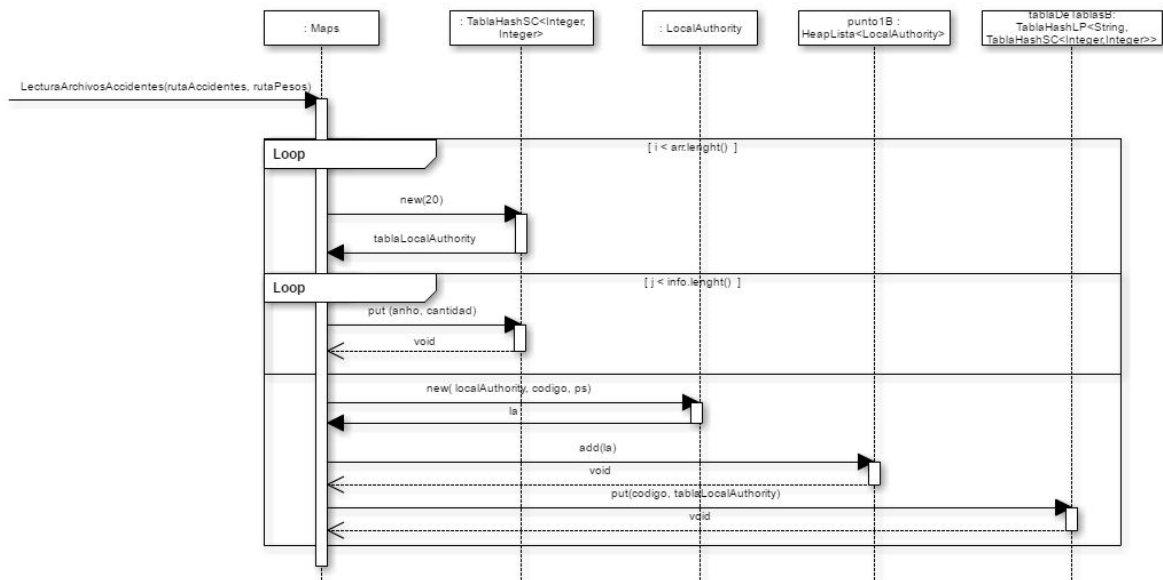 : Maps
: TablaHashSC<Integer,
Integer>
: LocalAuthority
punto1B :
HeapLista<LocalAuthority>
tablaDeTablasB:
TablaHashLP<String,
TablaHashSC<Integer,Integer>>
LecturaArchivosAccidentes(rutaAccidentes, rutaPesos)
Loop
[ i < arr.lenght() ]
new(20)
tablaLocalAuthority
Loop
[ j < info.lenght() ]
put (anho, cantidad)
void
new( localAuthority, codigo, ps)
la
add(la)
void
put(codigo, tablaLocalAuthority)
void